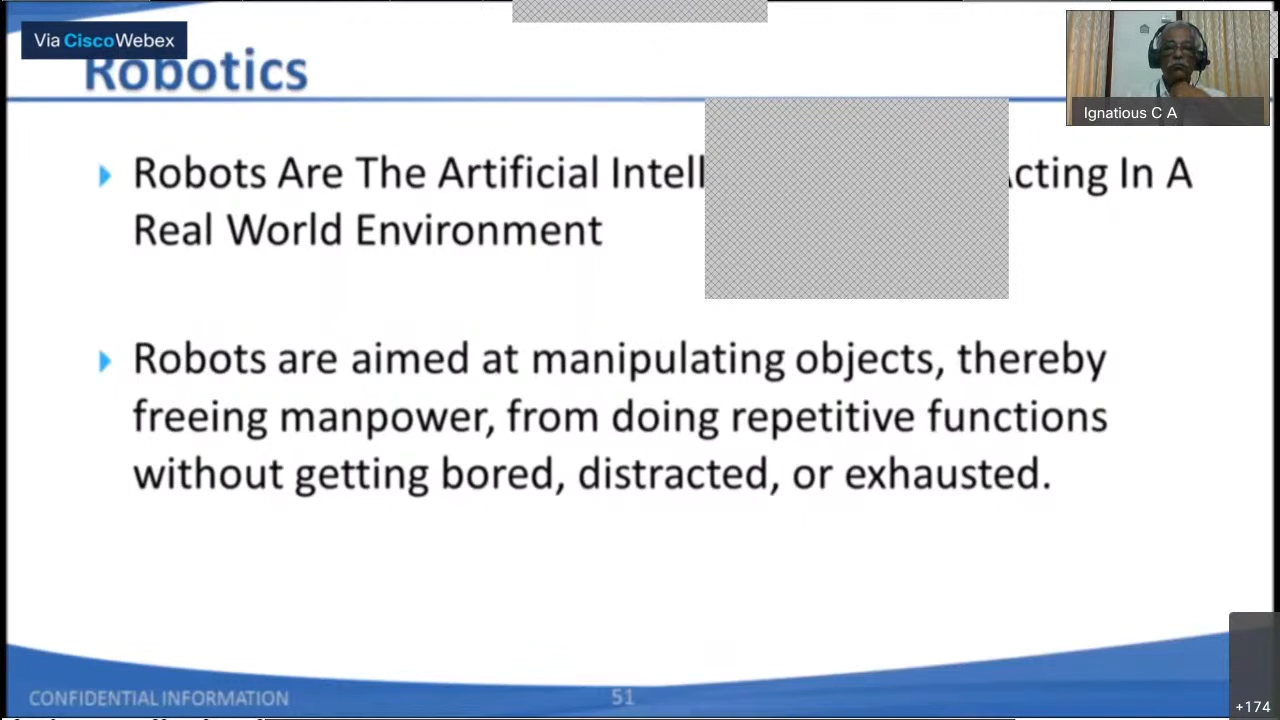 Via CiscoWebex
Robotics
Ignatious C A
Robots Are The Artificial Intell cting In A
Real World Environment
Robots are aimed at manipulating objects, thereby
freeing manpower, from doing repetitive functions
without getting bored, distracted, or exhausted.
CONFIDENTIAL INFORMATION
51
+174